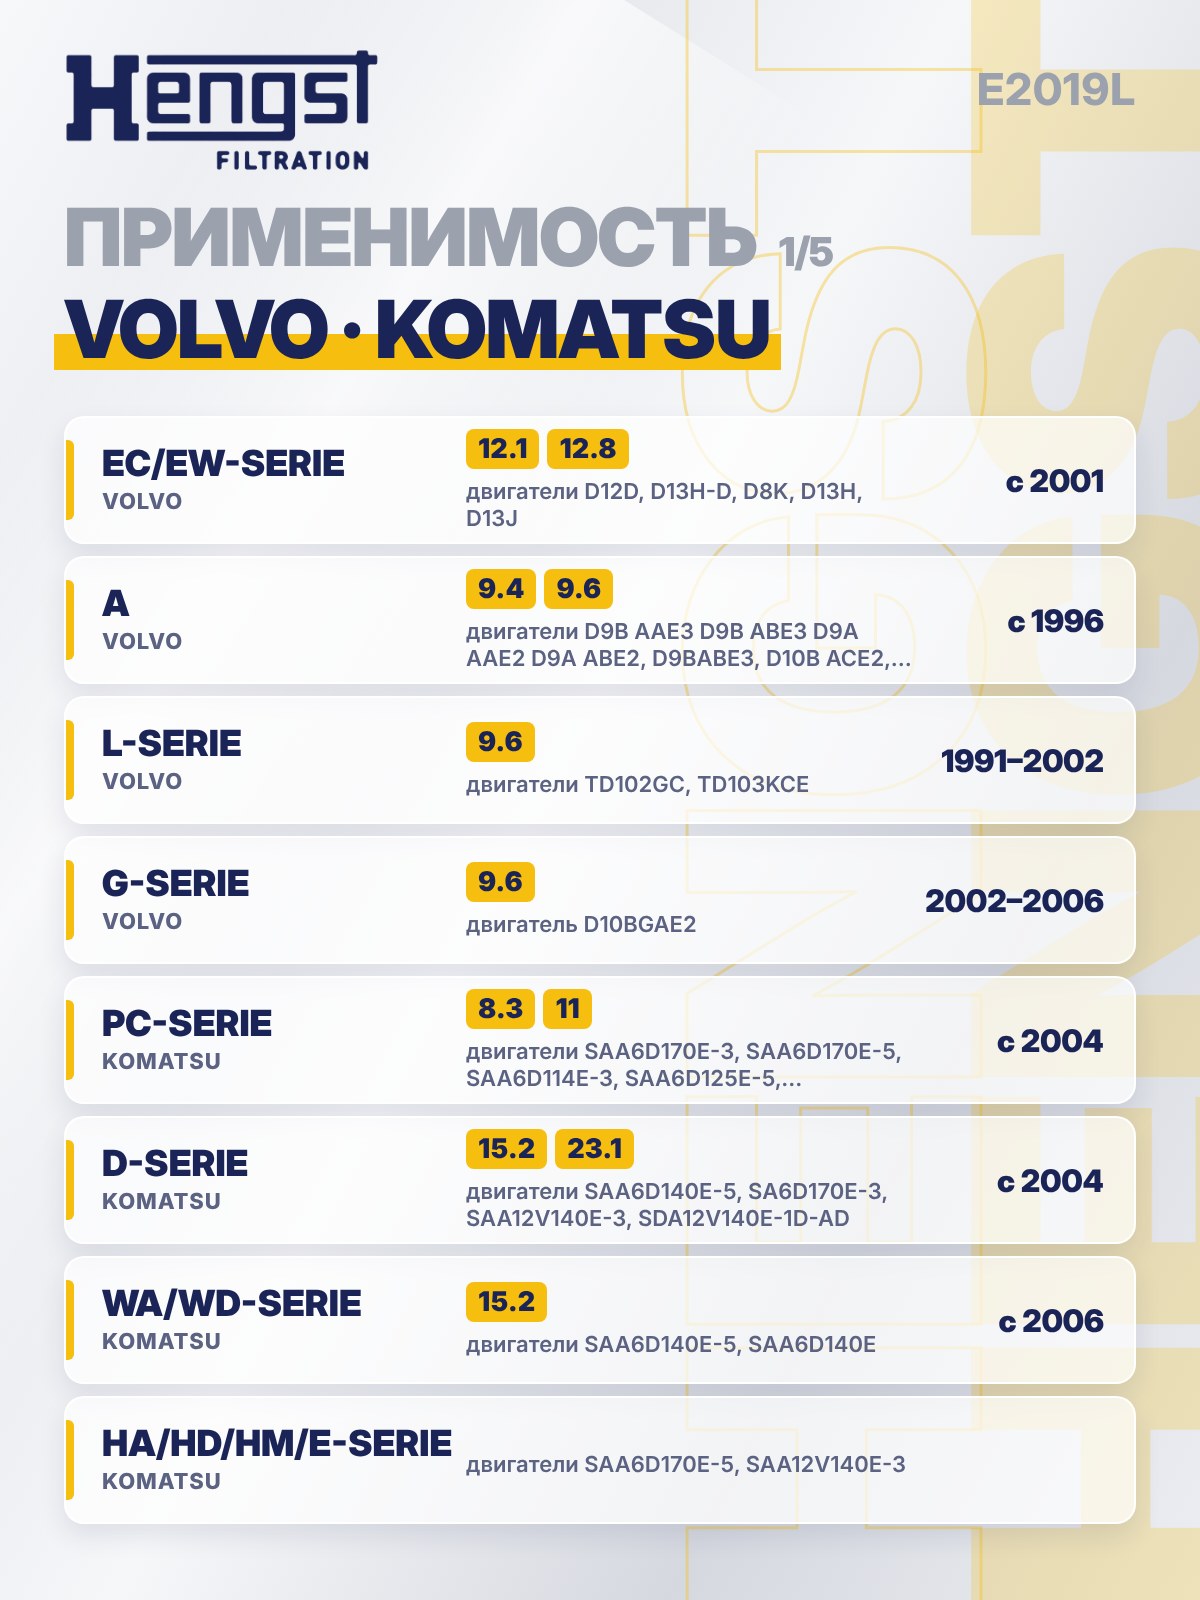 Hengst
FILTRATION
E2019L
ПРИМЕНИМОСТЬ 1/5
VOLVO · KOMATSU
EC/EW-SERIE
VOLVO
12.1 12.8
двигатели D12D, D13H-D, D8K, D13H,
D13J
с 2001
A
VOLVO
9.4 9.6
двигатели D9B AAE3 D9B ABE3 D9A
AAE2 D9A ABE2, D9BABE3, D10B ACE2,...
с 1996
L-SERIE
VOLVO
9.6
двигатели TD102GC, TD103KCE
1991–2002
G-SERIE
VOLVO
9.6
двигатель D10BGAE2
2002–2006
PC-SERIE
KOMATSU
8.3 11
двигатели SAA6D170E-3, SAA6D170E-5,
SAA6D114E-3, SAA6D125E-5,...
с 2004
D-SERIE
KOMATSU
15.2 23.1
двигатели SAA6D140E-5, SA6D170E-3,
SAA12V140E-3, SDA12V140E-1D-AD
с 2004
WA/WD-SERIE
KOMATSU
15.2
двигатели SAA6D140E-5, SAA6D140E
с 2006
HA/HD/HM/E-SERIE
KOMATSU
двигатели SAA6D170E-5, SAA12V140E-3
HENGST
HENGST